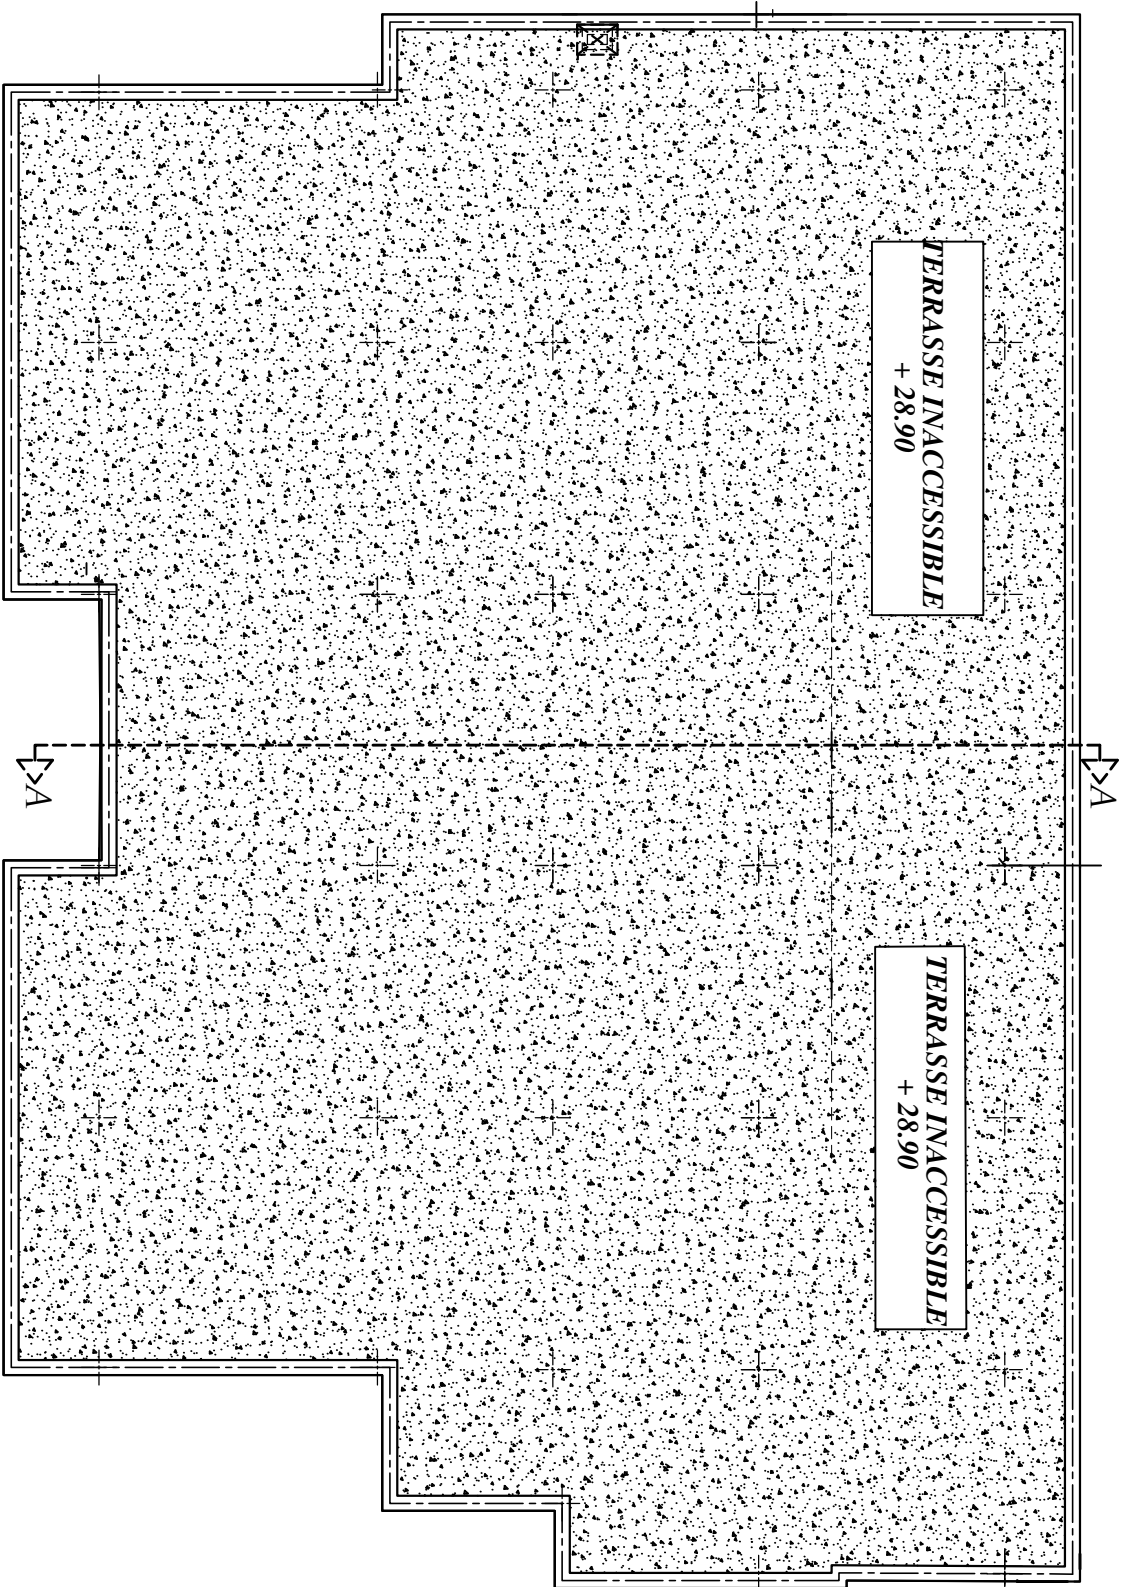 TERRASSE INACCESSIBLE
+ 28.90
A
A
TERRASSE INACCESSIBLE
+ 28.90